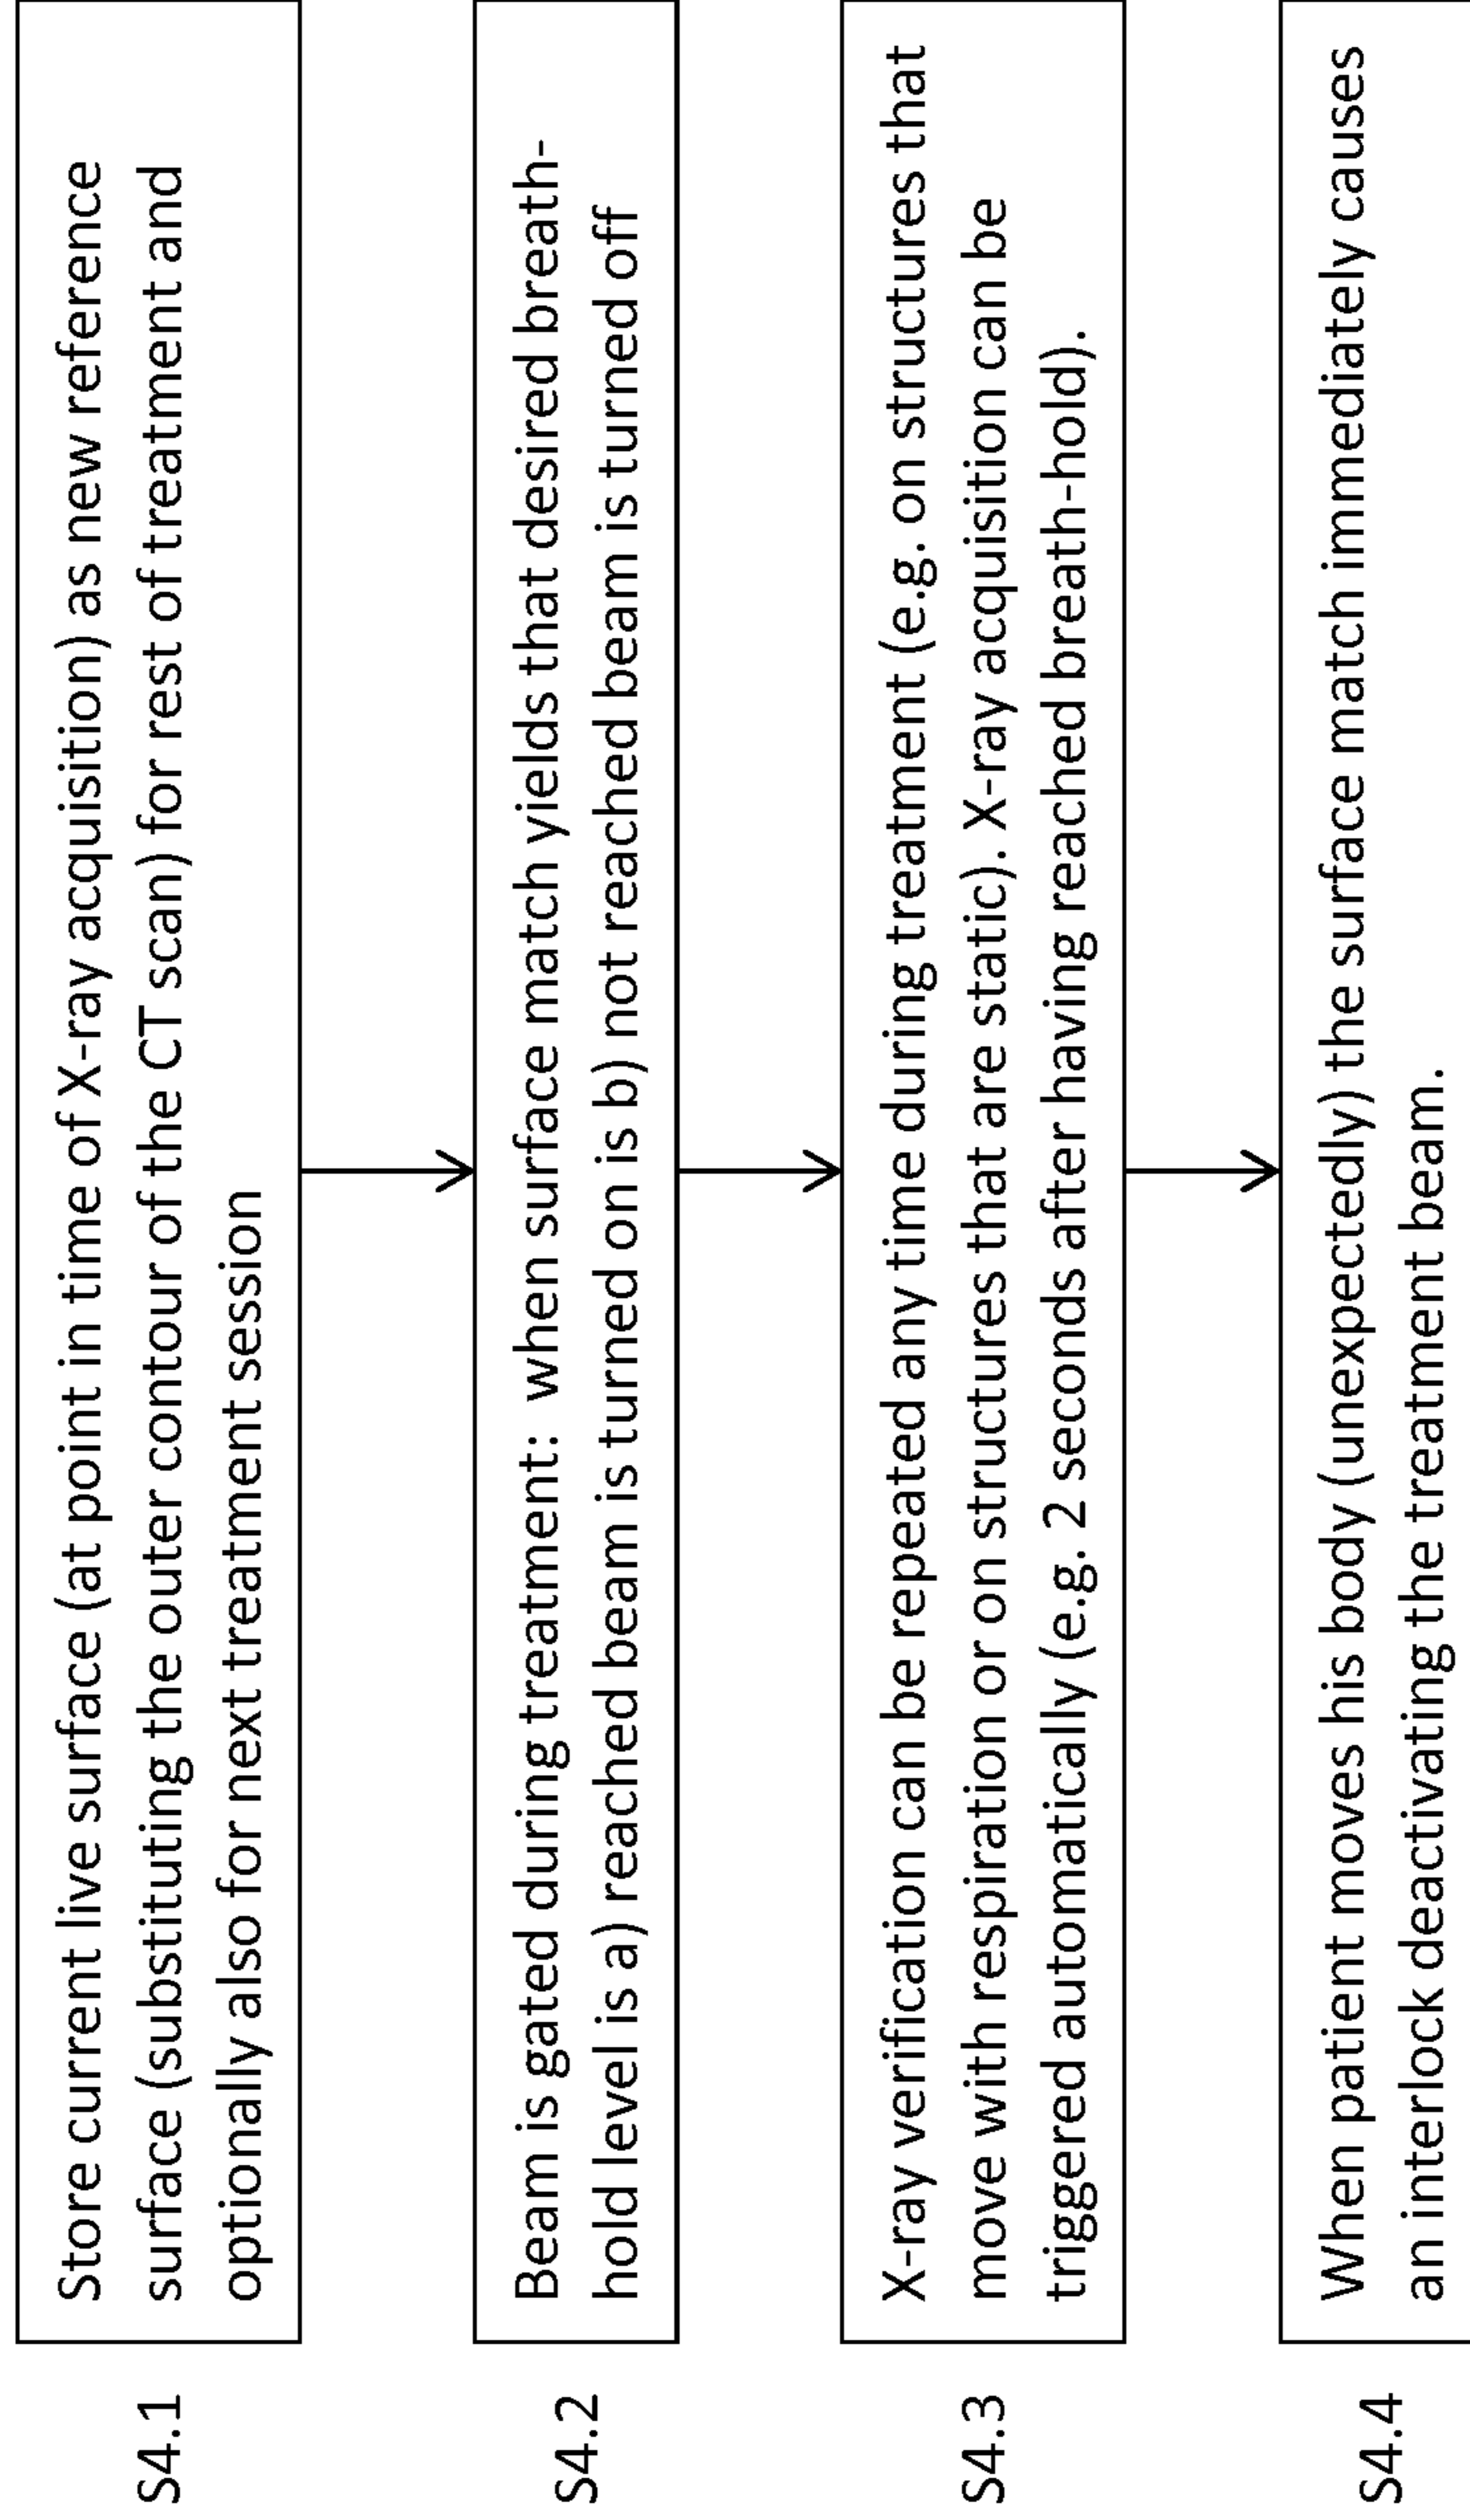 S4.1
Store current live surface (at point in time of X-ray acquisition) as new reference
surface (substituting the outer contour of the CT scan) for rest of treatment and
optionally also for next treatment session
S4.2
Beam is gated during treatment: when surface match yields that desired breath-
hold level is a) reached beam is turned on is b) not reached beam is turned off
S4.3
X-ray verification can be repeated any time during treatment (e.g. on structures that
move with respiration or on structures that are static). X-ray acquisition can be
triggered automatically (e.g. 2 seconds after having reached breath-hold).
S4.4
When patient moves his body (unexpectedly) the surface match immediately causes
an interlock deactivating the treatment beam.